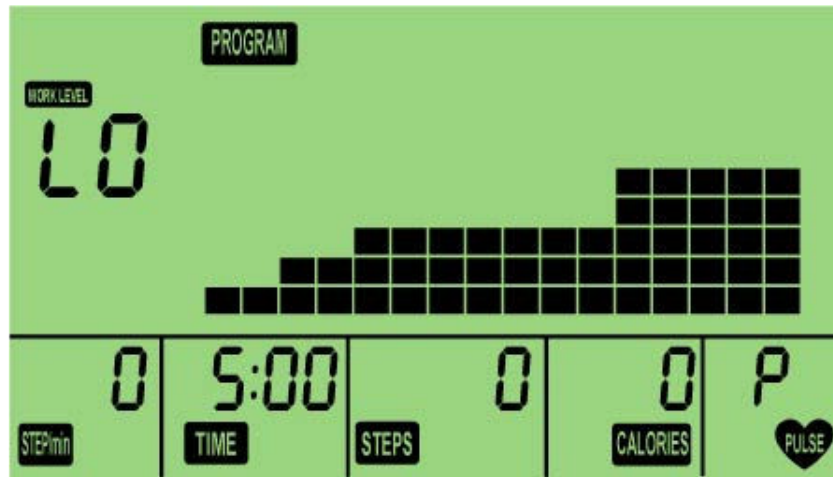 PROGRAM
WORK LEVEL
L0
0 5:00 0 0 P
STEP/min TIME STEPS CALORIES PULSE